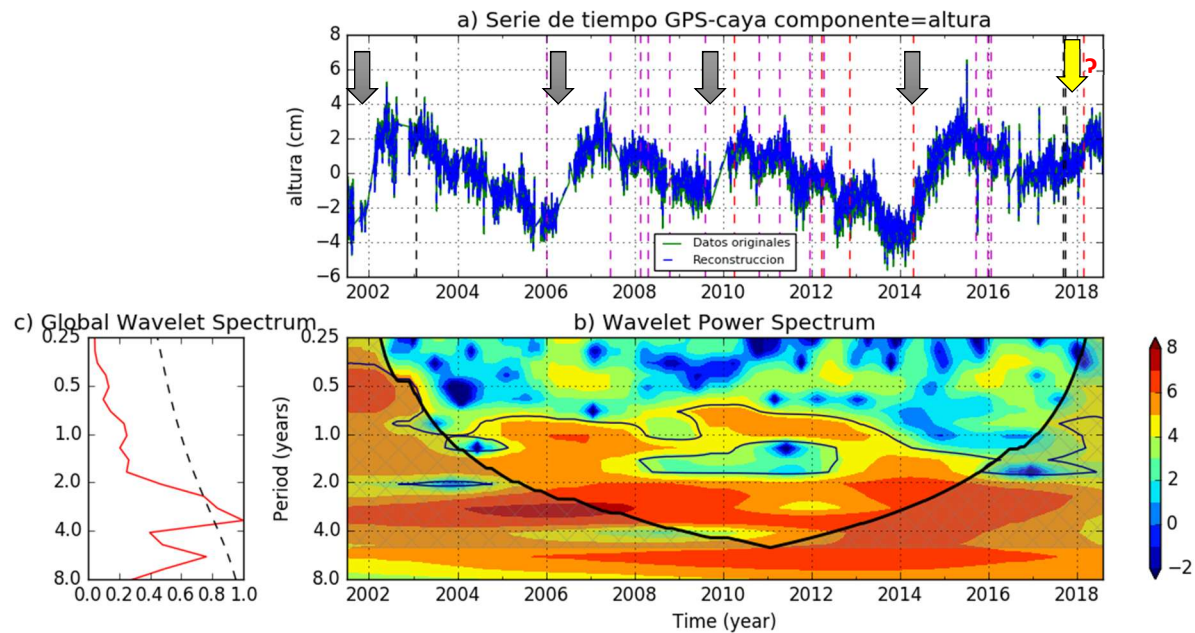 a) Serie de tiempo GPS-caya componente=altura
8
6
4
2
0
−2
−4
−6
altura (cm)
?
Datos originales
Reconstruccion
2002 2004 2006 2008 2010 2012 2014 2016 2018
c) Global Wavelet Spectrum
0.25
0.5
1.0
2.0
4.0
8.0
0.0 0.2 0.4 0.6 0.8 1.0
b) Wavelet Power Spectrum
Period (years)
0.25
0.5
1.0
2.0
4.0
8.0
2002 2004 2006 2008 2010 2012 2014 2016 2018
Time (year)
8
6
4
2
0
−2